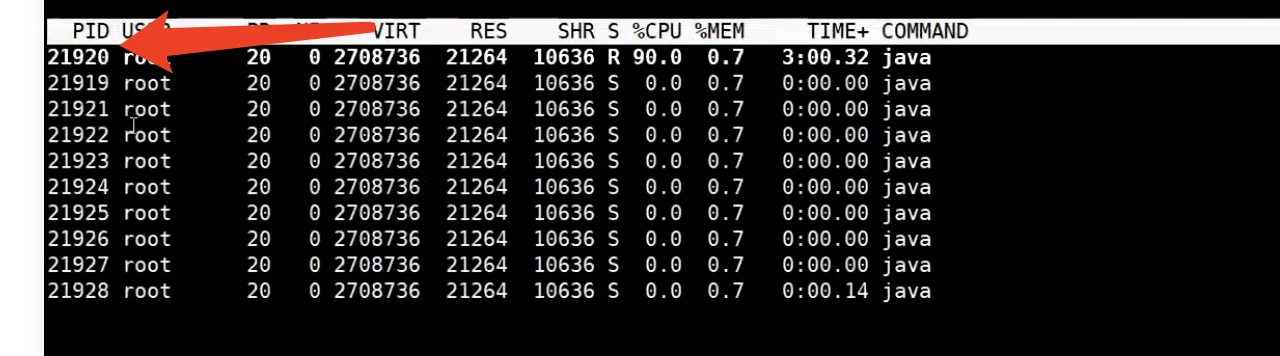 PID VIRT RES SHR S %CPU %MEM TIME+ COMMAND
21920 20 0 2708736 21264 10636 R 90.0 0.7 3:00.32 java
21919 root 20 0 2708736 21264 10636 S 0.0 0.7 0:00.00 java
21921 root 20 0 2708736 21264 10636 S 0.0 0.7 0:00.00 java
21922 root 20 0 2708736 21264 10636 S 0.0 0.7 0:00.00 java
21923 root 20 0 2708736 21264 10636 S 0.0 0.7 0:00.00 java
21924 root 20 0 2708736 21264 10636 S 0.0 0.7 0:00.00 java
21925 root 20 0 2708736 21264 10636 S 0.0 0.7 0:00.00 java
21926 root 20 0 2708736 21264 10636 S 0.0 0.7 0:00.00 java
21927 root 20 0 2708736 21264 10636 S 0.0 0.7 0:00.00 java
21928 root 20 0 2708736 21264 10636 S 0.0 0.7 0:00.14 java